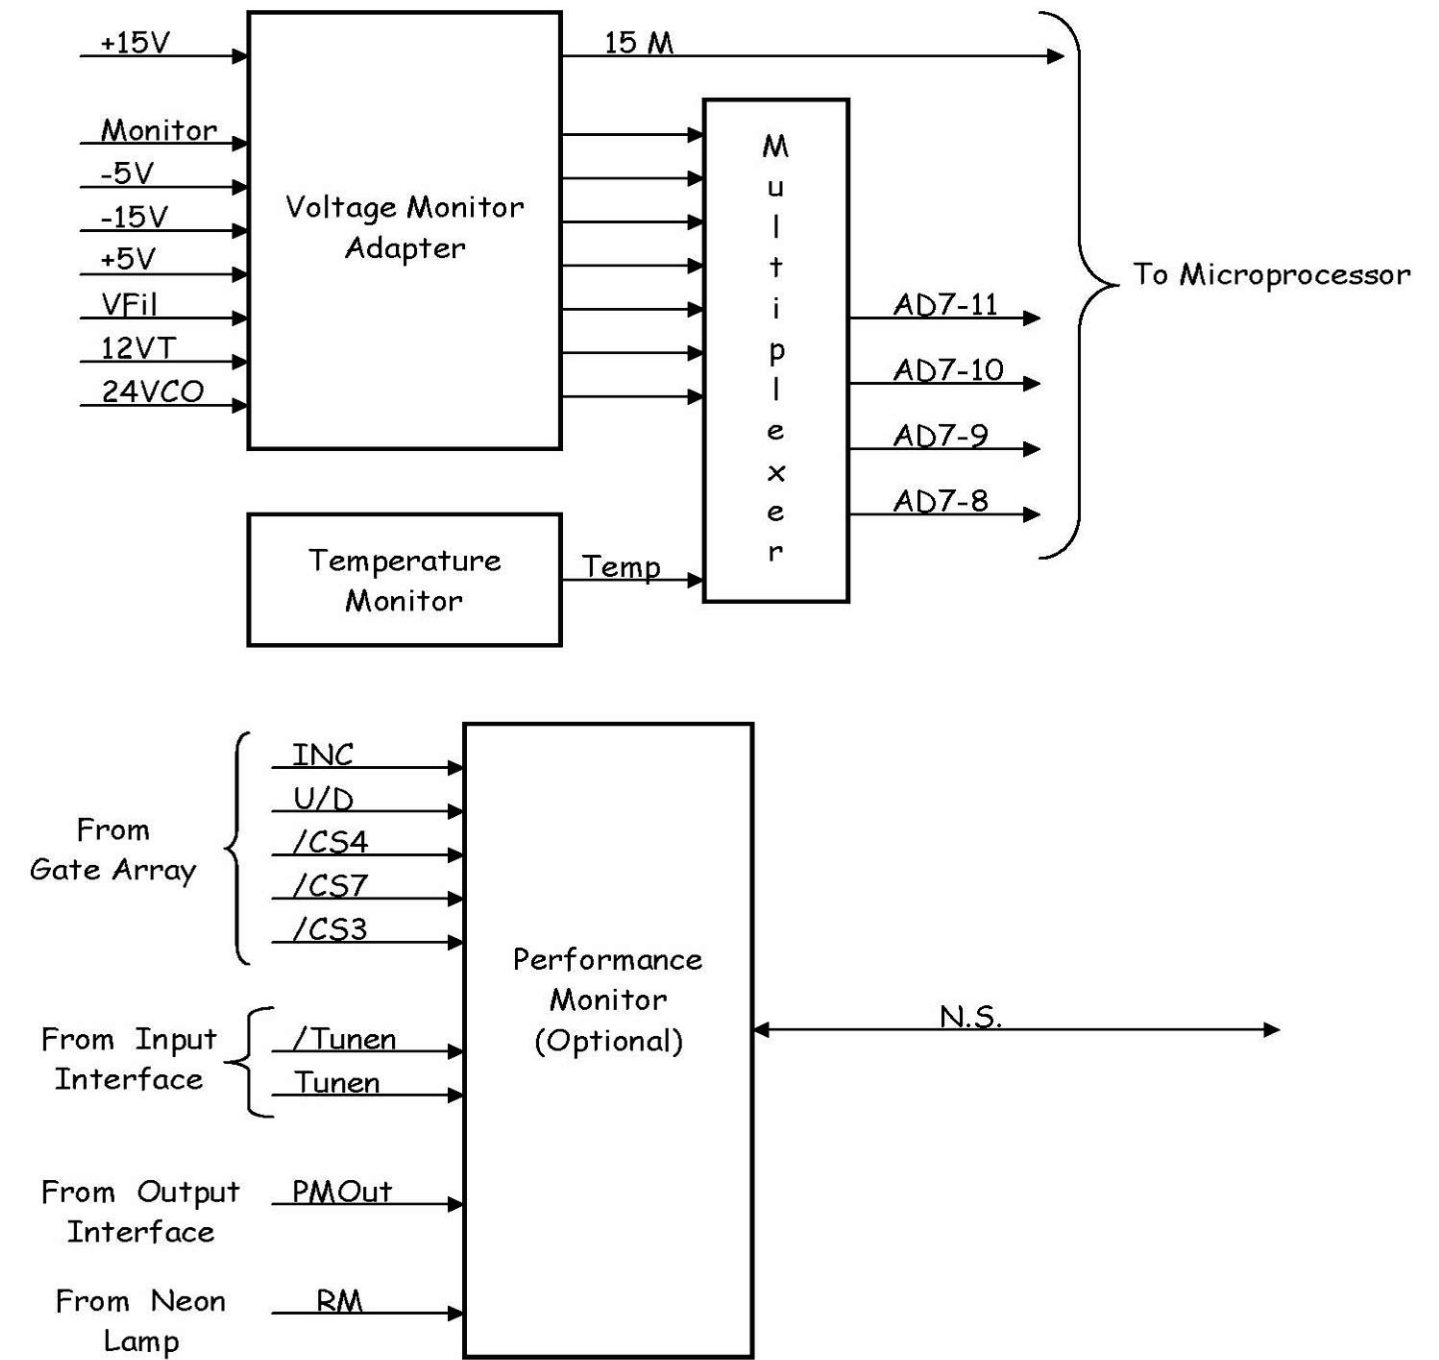 +15V
15 M
Monitor
-5V
-15V
+5V
VFil
12VT
24VCO
Voltage Monitor
Adapter
Multiplexer
AD7-11
AD7-10
AD7-9
AD7-8
To Microprocessor
Temperature
Monitor
Temp
From
Gate Array
INC
U/D
/CS4
/CS7
/CS3
From Input
Interface
/Tunen
Tunen
From Output
Interface
PMOut
From Neon
Lamp
RM
Performance
Monitor
(Optional)
N.S.